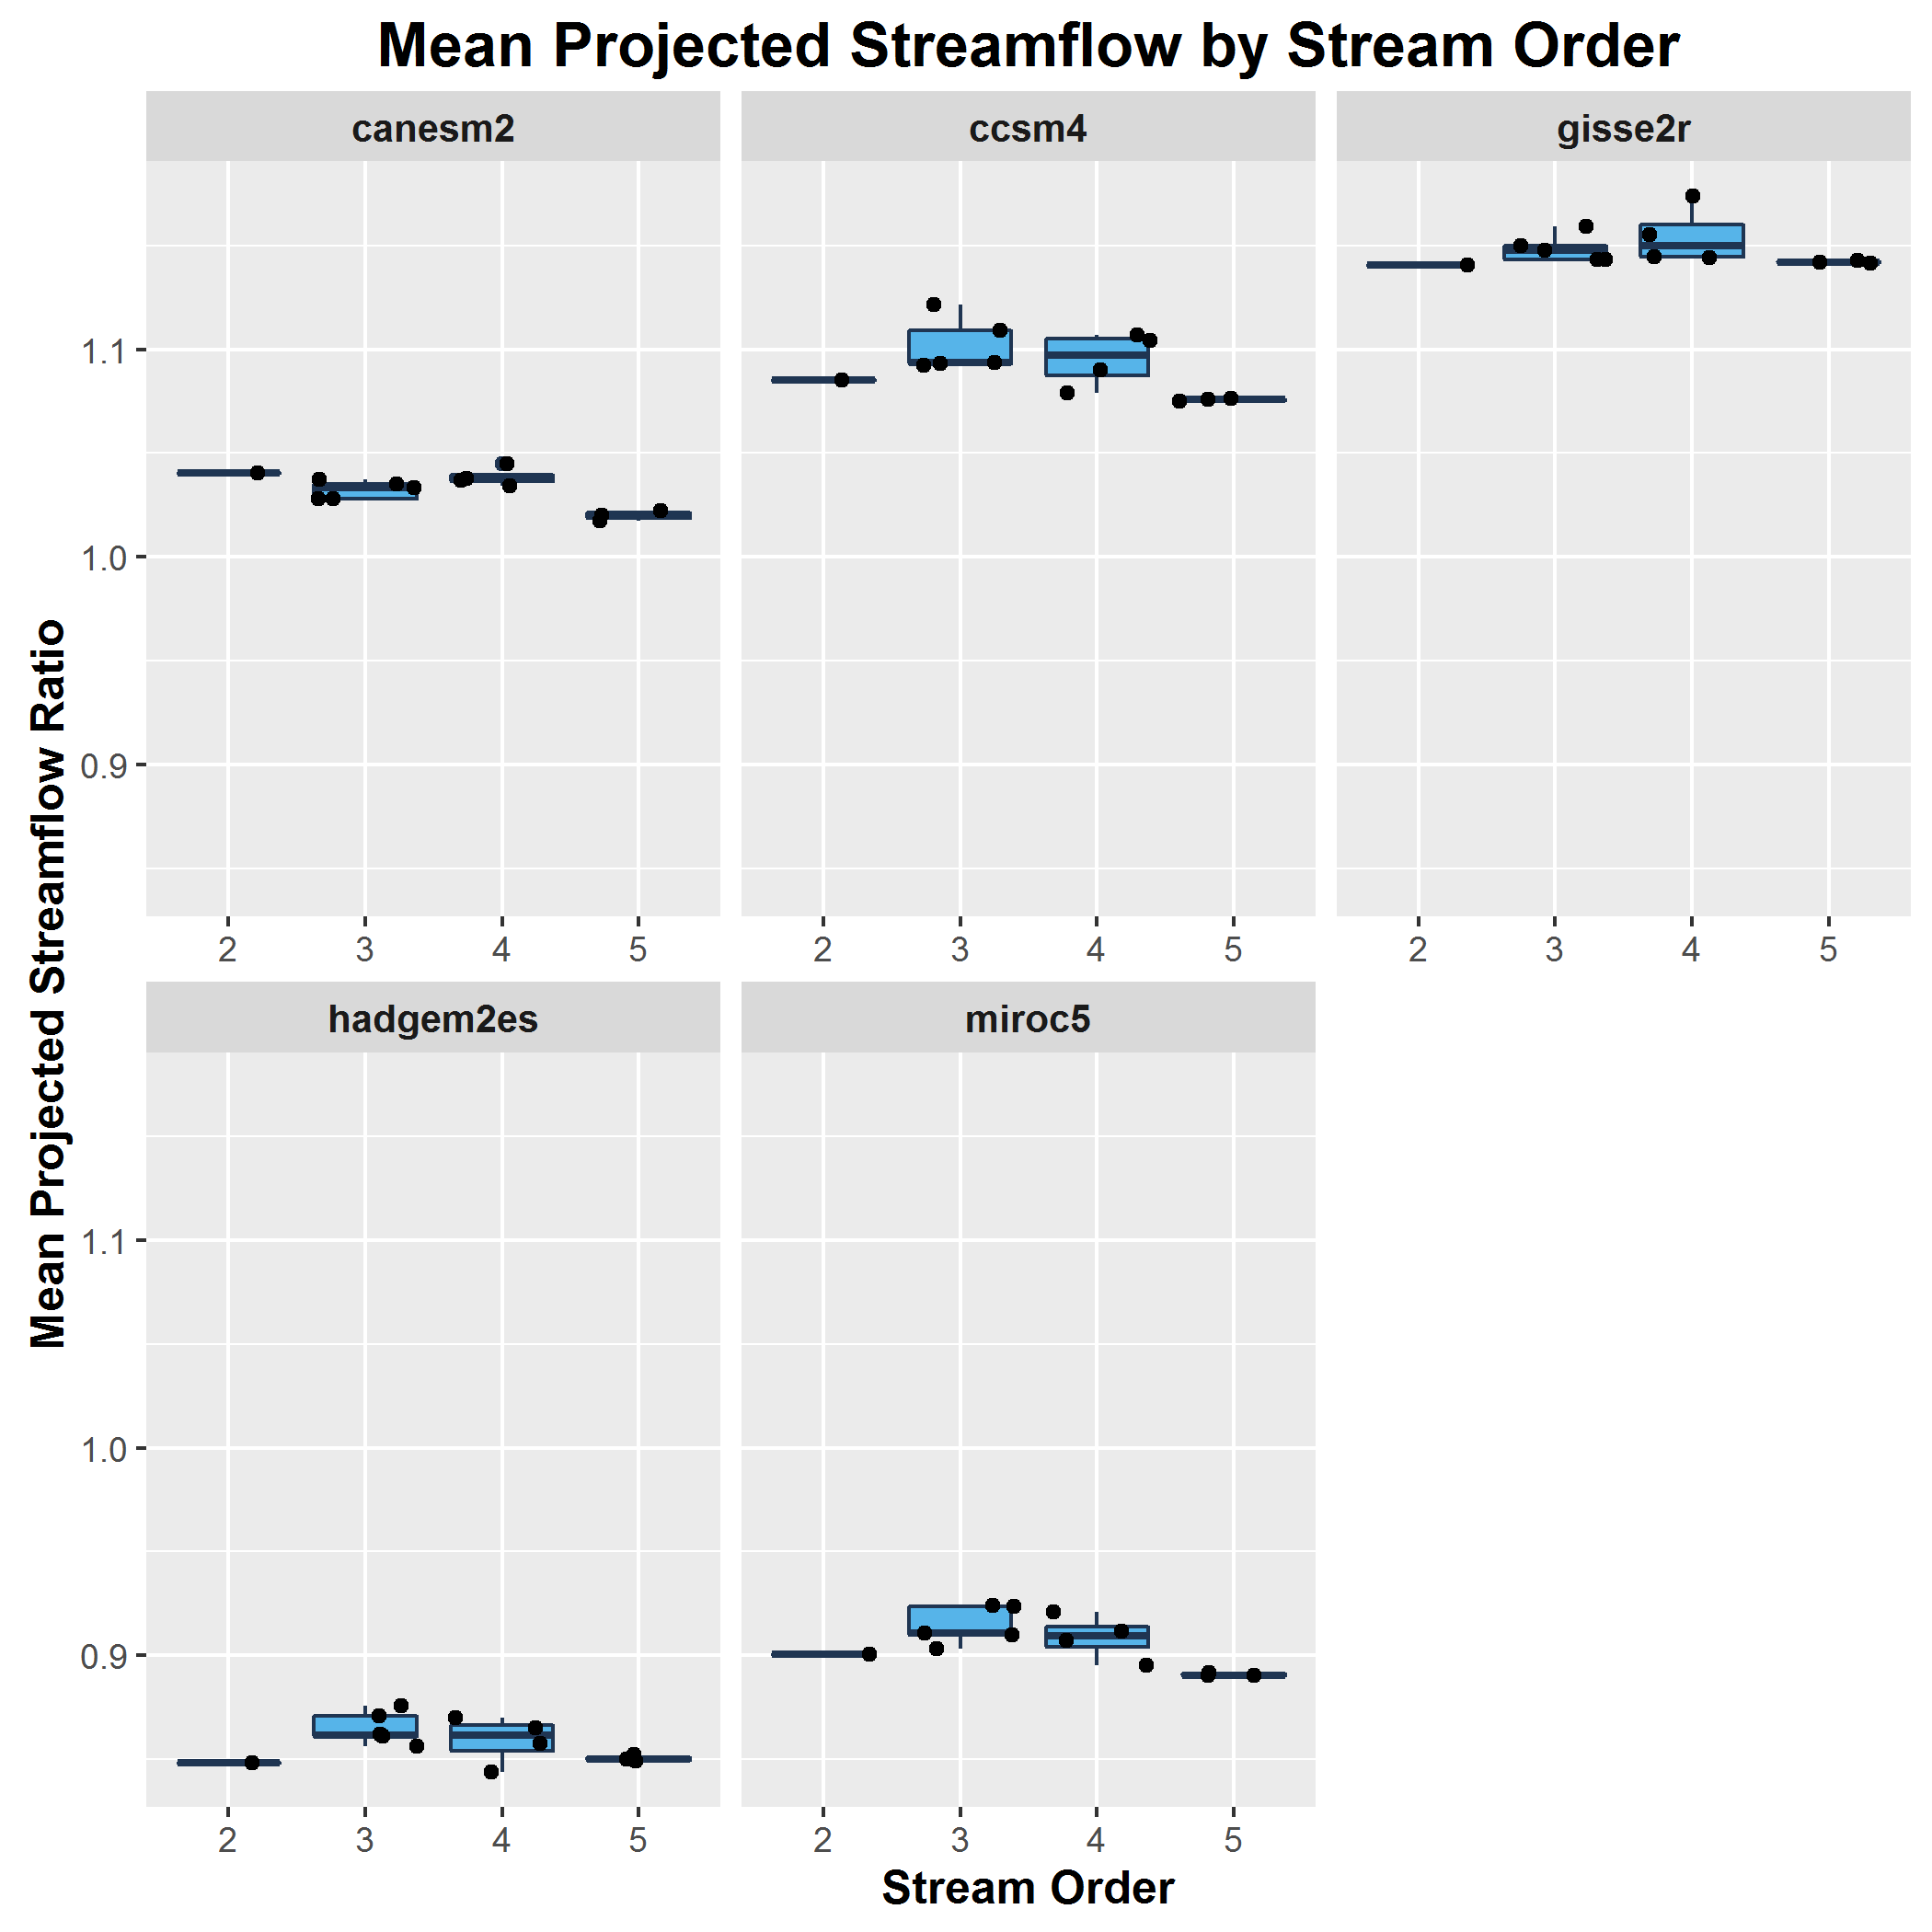 Mean Projected Streamflow by Stream Order
canesm2 ccsm4 gisse2r
1.1
1.0
0.9
2 3 4 5 2 3 4 5 2 3 4 5
Mean Projected Streamflow Ratio
hadgem2es miroc5
1.1
1.0
0.9
2 3 4 5 2 3 4 5
Stream Order